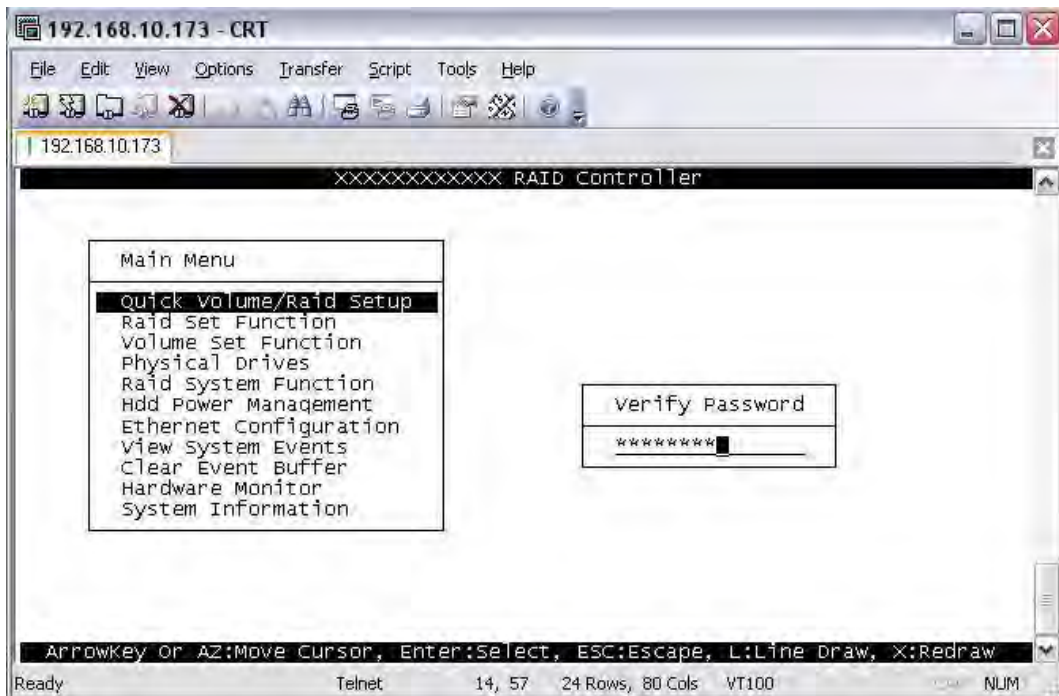 192.168.10.173 - CRT
File Edit View Options Transfer Script Tools Help
192.168.10.173
XXXXXXXXXXXX RAID Controller
Main Menu
Quick Volume/Raid Setup
Raid Set Function
Volume Set Function
Physical Drives
Raid System Function
Hdd Power Management
Ethernet Configuration
View System Events
Clear Event Buffer
Hardware Monitor
System Information
Verify Password
********
ArrowKey Or AZ:Move Cursor, Enter:Select, ESC:Escape, L:Line Draw, X:Redraw
Ready Telnet 14, 57 24 Rows, 80 Cols VT100 NUM